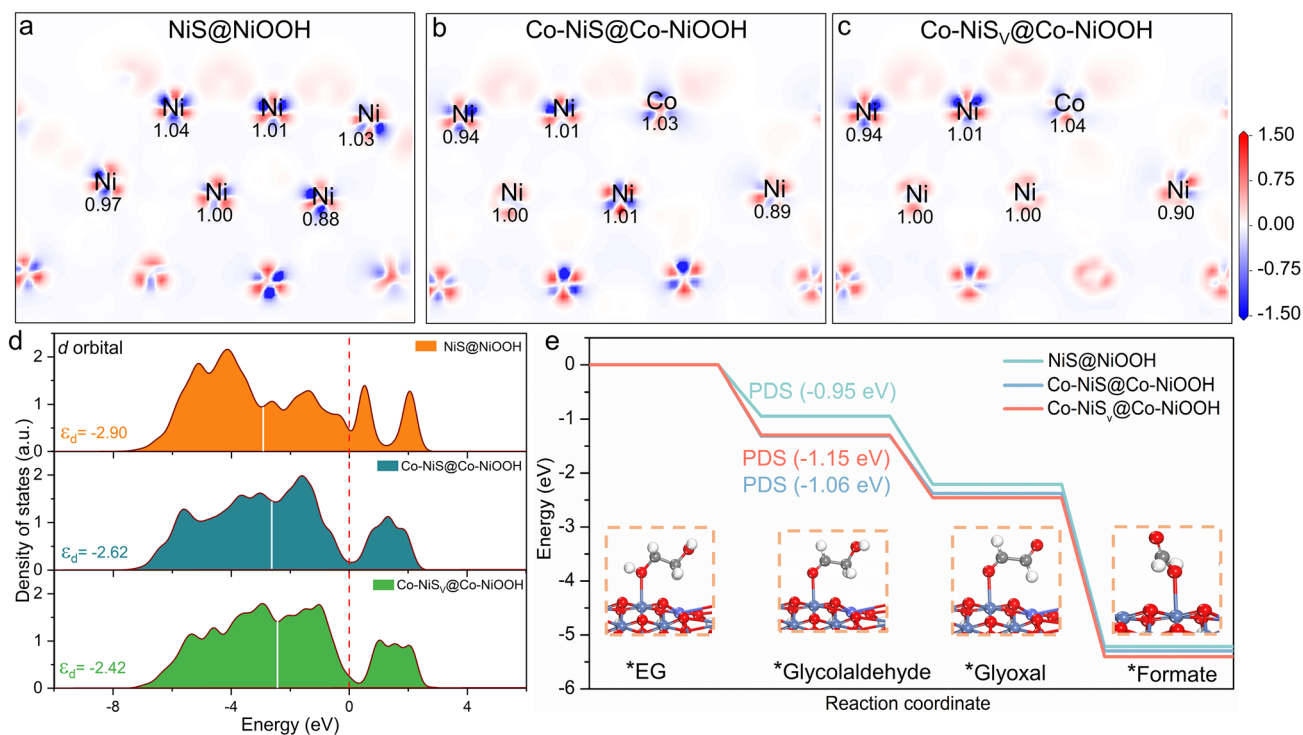 a
NiS@NiOOH
Ni
1.04
Ni
1.01
Ni
1.03
Ni
0.97
Ni
1.00
Ni
0.88
b
Co-NiS@Co-NiOOH
Ni
0.94
Ni
1.01
Co
1.03
Ni
1.00
Ni
1.01
Ni
0.89
c
Co-NiSV@Co-NiOOH
Ni
0.94
Ni
1.01
Co
1.04
Ni
1.00
Ni
1.00
Ni
0.90
1.50
0.75
0.00
-0.75
-1.50
d
d orbital
NiS@NiOOH
εd= -2.90
Co-NiS@Co-NiOOH
εd= -2.62
Co-NiSV@Co-NiOOH
εd= -2.42
2
1
0
2
1
0
2
1
0
Density of states (a.u.)
-8
-4
0
4
Energy (eV)
e
NiS@NiOOH
Co-NiS@Co-NiOOH
Co-NiSv@Co-NiOOH
PDS (-0.95 eV)
PDS (-1.15 eV)
PDS (-1.06 eV)
0
-1
-2
-3
-4
-5
-6
Energy (eV)
*EG
*Glycolaldehyde
*Glyoxal
*Formate
Reaction coordinate